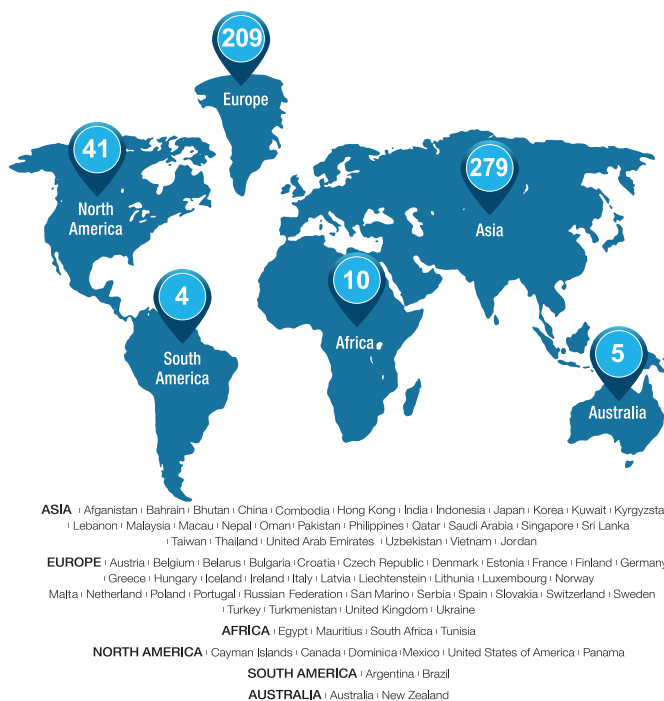 209
Europe
41
North
America
279
Asia
4
South
America
10
Africa
5
Australia
ASIA | Afganistan | Bahrain | Bhutan | China | Combodia | Hong Kong | India | Indonesia | Japan | Korea | Kuwait | Kyrgyzsta
| Lebanon | Malaysia | Macau | Nepal | Oman | Pakistan | Philippines | Qatar | Saudi Arabia | Singapore | Sri Lanka
| Taiwan | Thailand | United Arab Emirates | Uzbekistan | Vietnam | Jordan
EUROPE | Austria | Belgium | Belarus | Bulgaria | Croatia | Czech Republic | Denmark | Estonia | France | Finland | Germany
| Greece | Hungary | Iceland | Ireland | Italy | Latvia | Liechtenstein | Lithunia | Luxembourg | Norway
Malta | Netherland | Poland | Portugal | Russian Federation | San Marino | Serbia | Spain | Slovakia | Switzerland | Sweden
| Turkey | Turkmenistan | United Kingdom | Ukraine
AFRICA | Egypt | Mauritius | South Africa | Tunisia
NORTH AMERICA | Cayman Islands | Canada | Dominica | Mexico | United States of America | Panama
SOUTH AMERICA | Argentina | Brazil
AUSTRALIA | Australia | New Zealand